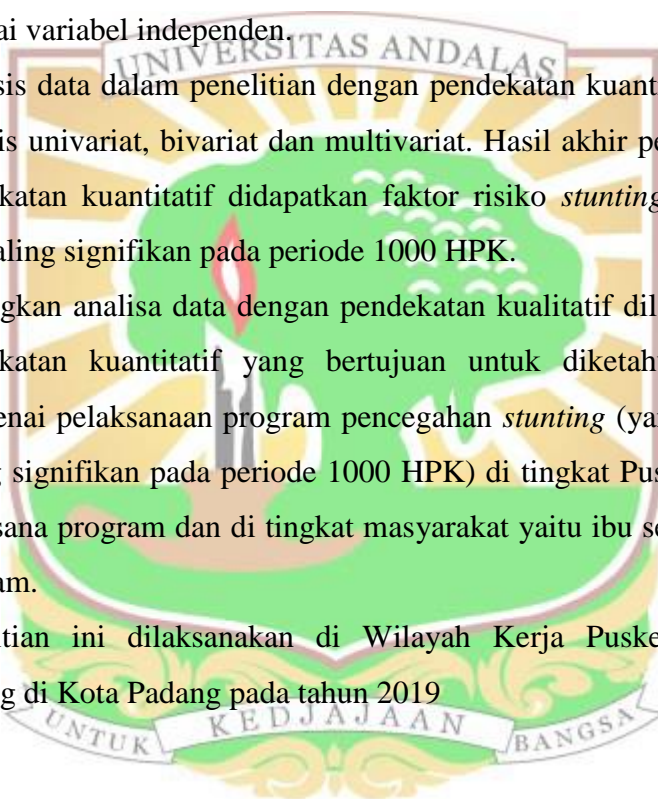 ai variabel independen.
UNIVERSITAS ANDALAS
sis data dalam penelitian dengan pendekatan kuant
is univariat, bivariat dan multivariat. Hasil akhir pe
katan kuantitatif didapatkan faktor risiko stunting
aling signifikan pada periode 1000 HPK.
gkan analisa data dengan pendekatan kualitatif dil
katan kuantitatif yang bertujuan untuk diketah
enai pelaksanaan program pencegahan stunting (yan
g signifikan pada periode 1000 HPK) di tingkat Pus
sana program dan di tingkat masyarakat yaitu ibu se
am.
itian ini dilaksanakan di Wilayah Kerja Puske
g di Kota Padang pada tahun 2019
UNTUK KEDJAJAAN BANGSA